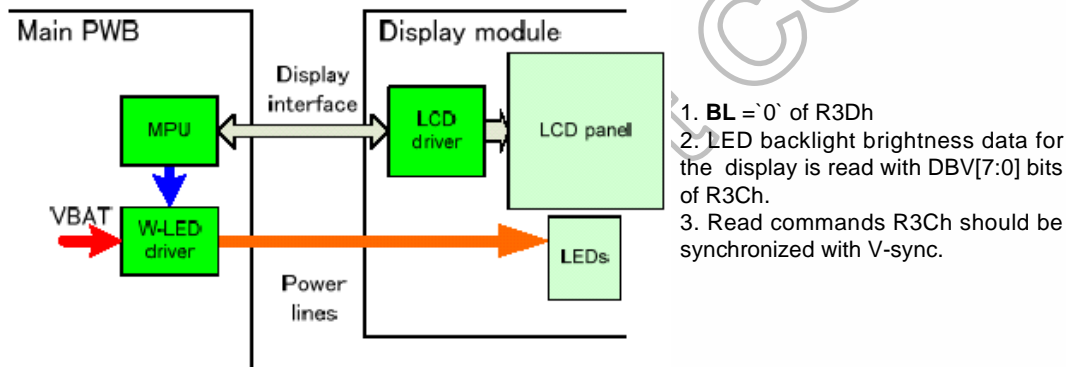 Main PWB
Display module
Display
interface
MPU
LCD
driver
LCD panel
VBAT
W-LED
driver
LEDs
Power
lines
1. BL =`0` of R3Dh
2. LED backlight brightness data for
the display is read with DBV[7:0] bits
of R3Ch.
3. Read commands R3Ch should be
synchronized with V-sync.